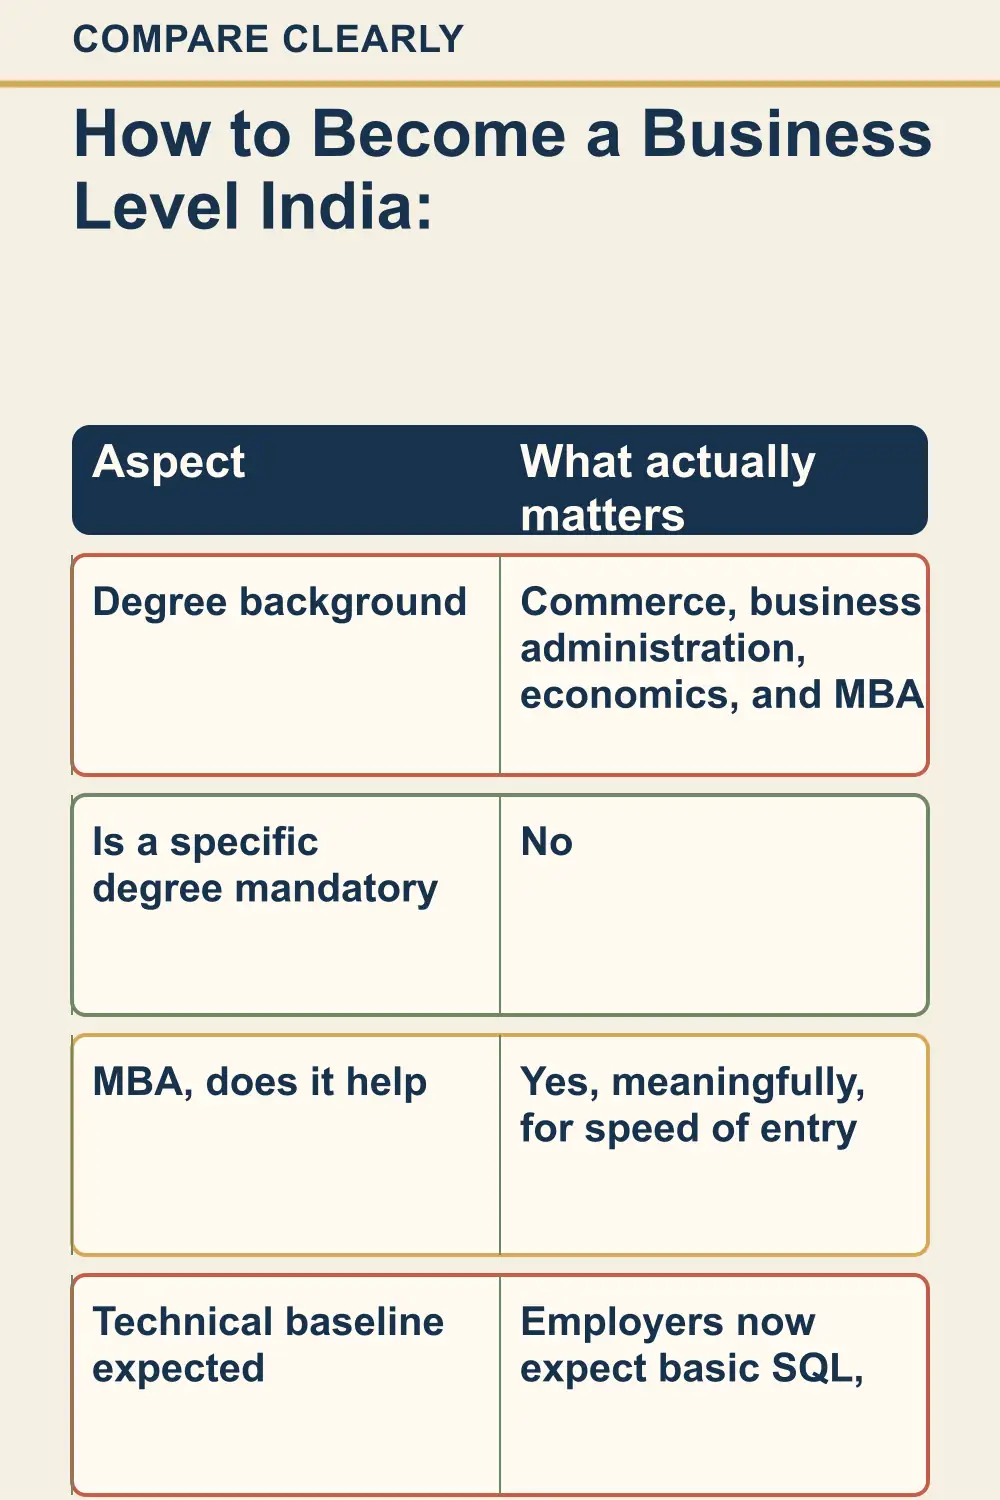 COMPARE CLEARLY
How to Become a Business
Level India:
Aspect
What actually
matters
Degree background
Commerce, business
administration,
economics, and MBA
Is a specific
degree mandatory
No
MBA, does it help
Yes, meaningfully,
for speed of entry
Technical baseline
expected
Employers now
expect basic SQL,